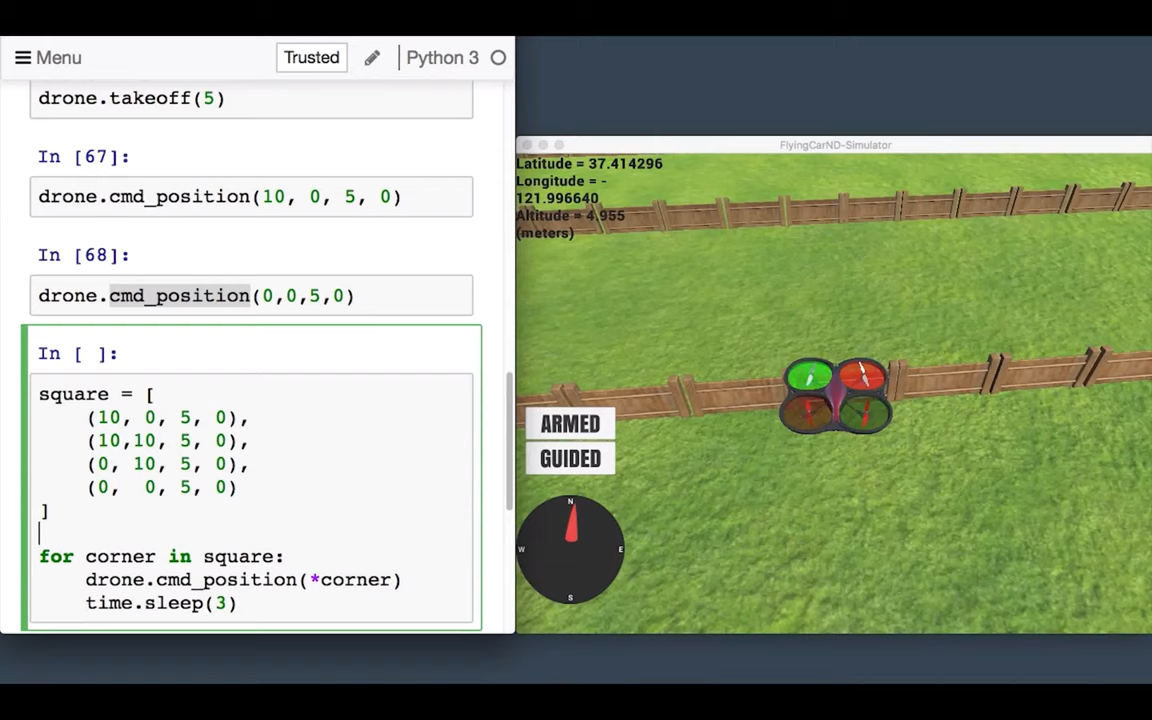 Menu
Trusted
Python 3
drone.takeoff(5)
In [67]:
drone.cmd_position(10, 0, 5, 0)
In [68]:
drone.cmd_position(0,0,5,0)
In [ ]:
square = [
(10, 0, 5, 0),
(10,10, 5, 0),
(0, 10, 5, 0),
(0, 0, 5, 0)
]
for corner in square:
drone.cmd_position(*corner)
time.sleep(3)
FlyingCarND-Simulator
Latitude = 37.414296
Longitude = -
121.996640
Altitude = 4.955
(meters)
ARMED
GUIDED
N
W
E
S